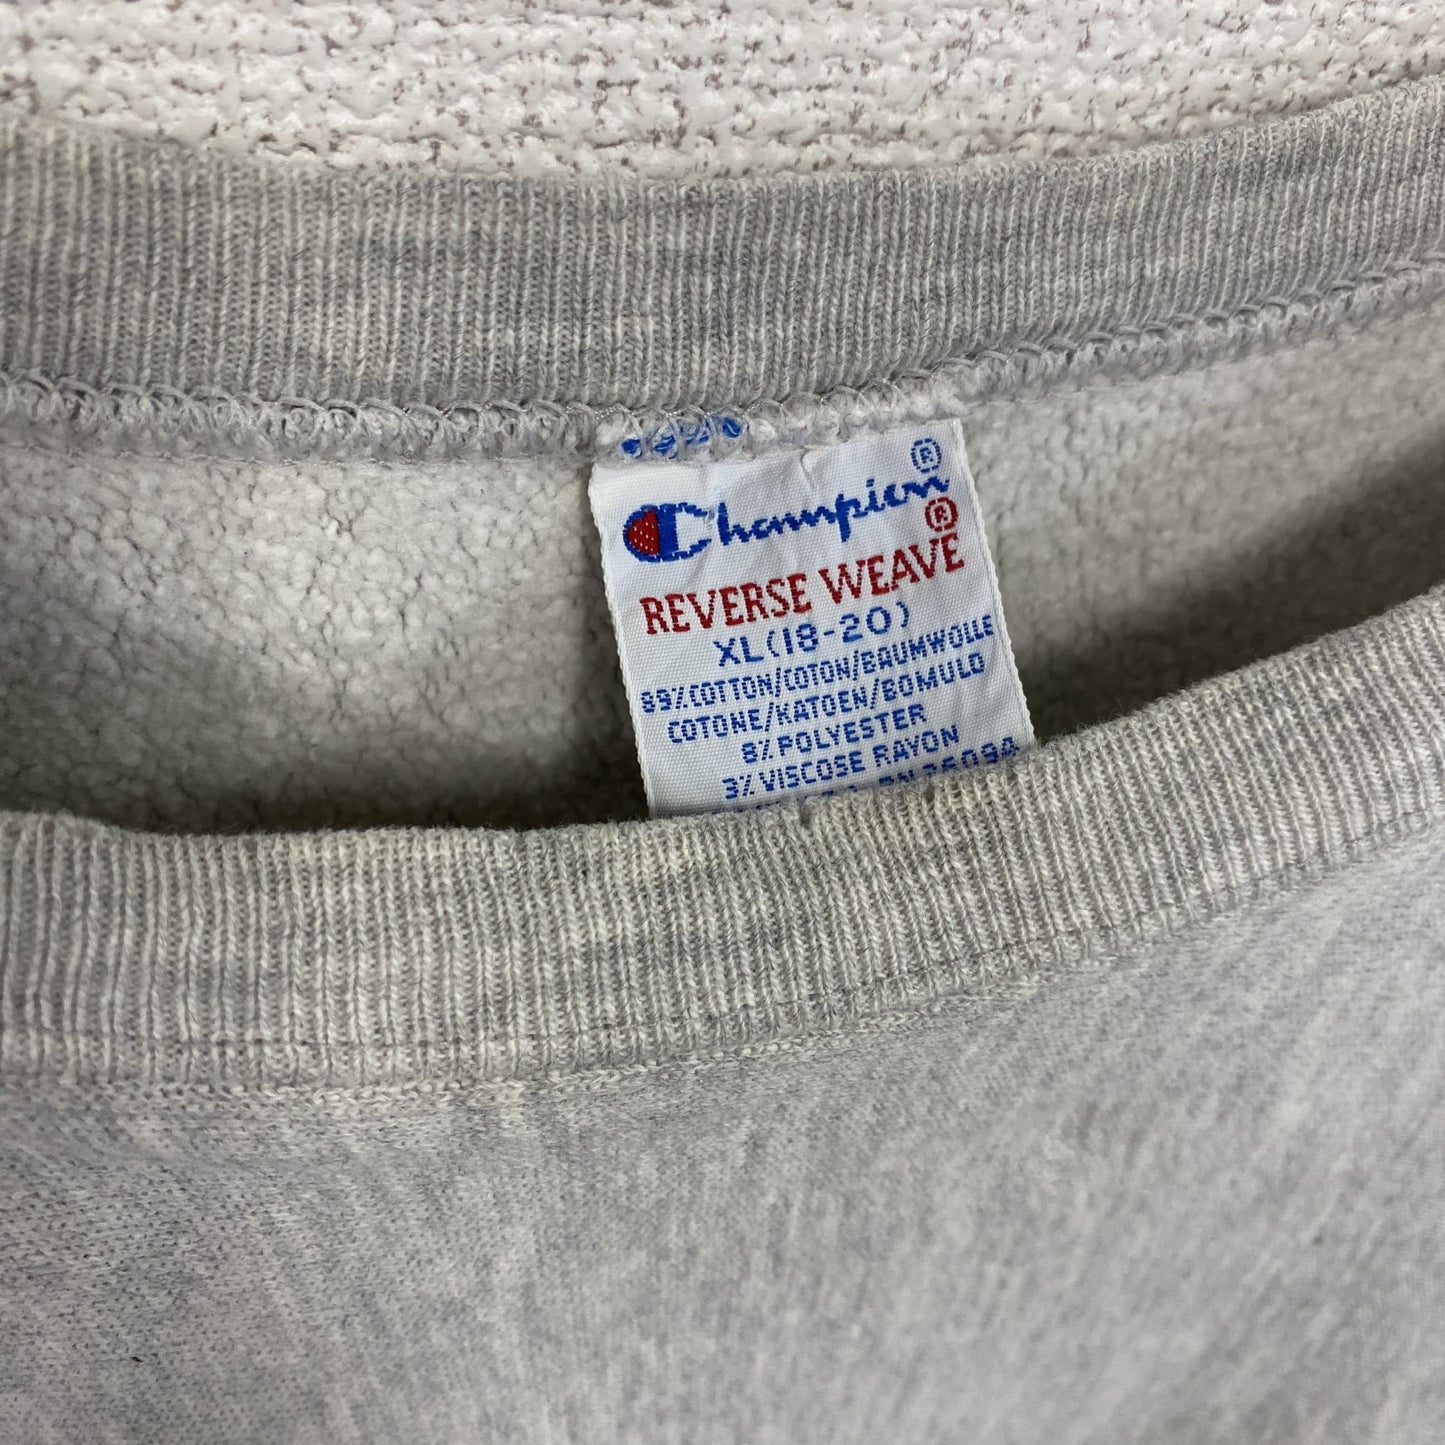 Champion®
REVERSE WEAVE®
XL(18-20)
89%COTTON/COTON/BAUMWOLLE
COTONE/KATOEN/BOMULD
8%POLYESTER
3%VISCOSE RAYON